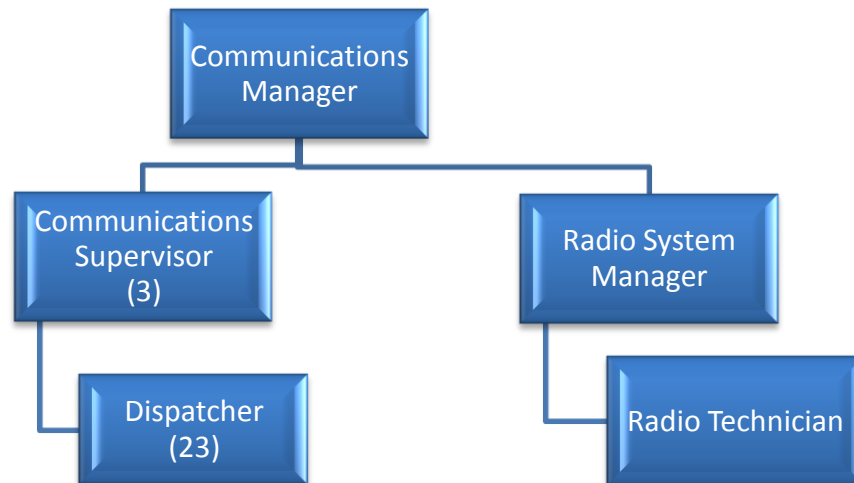 Communications
Manager
Communications
Supervisor
(3)
Radio System
Manager
Dispatcher
(23)
Radio Technician